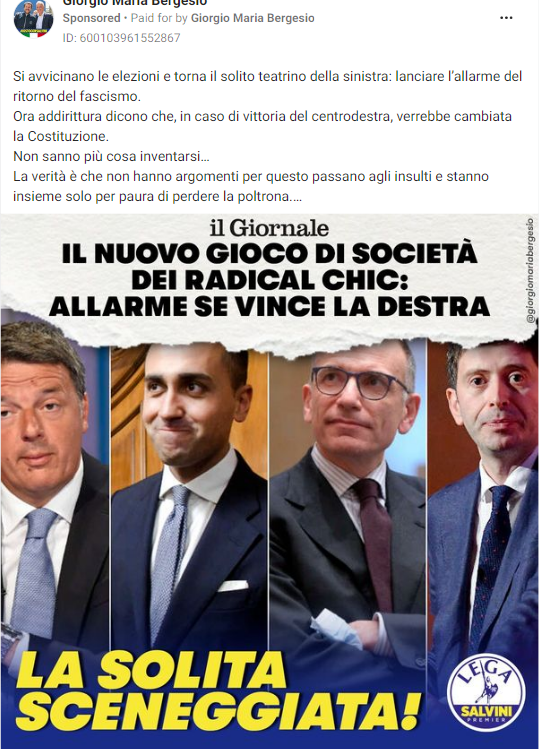 Giorgio Maria Bergesio
Sponsored • Paid for by Giorgio Maria Bergesio
ID: 600103961552867
Si avvicinano le elezioni e torna il solito teatrino della sinistra: lanciare l'allarme del
ritorno del fascismo.
Ora addirittura dicono che, in caso di vittoria del centrodestra, verrebbe cambiata
la Costituzione.
Non sanno più cosa inventarsi...
La verità è che non hanno argomenti per questo passano agli insulti e stanno
insieme solo per paura di perdere la poltrona....
@giorgiomariabergesio
il Giornale
IL NUOVO GIOCO DI SOCIETÀ
DEI RADICAL CHIC:
ALLARME SE VINCE LA DESTRA
LA SOLITA
SCENEGGIATA!
LEGA
SALVINI
PREMIER